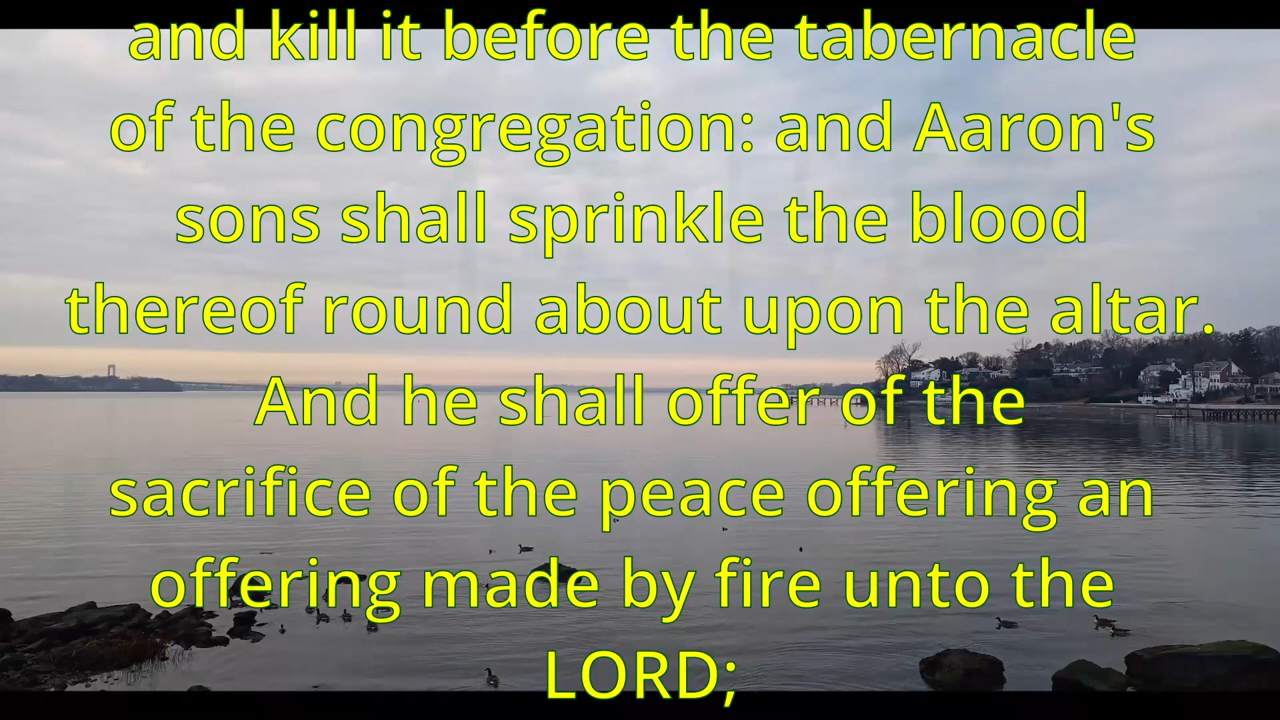 and kill it before the tabernacle
of the congregation: and Aaron's
sons shall sprinkle the blood
thereof round about upon the altar.
And he shall offer of the
sacrifice of the peace offering an
offering made by fire unto the
LORD;